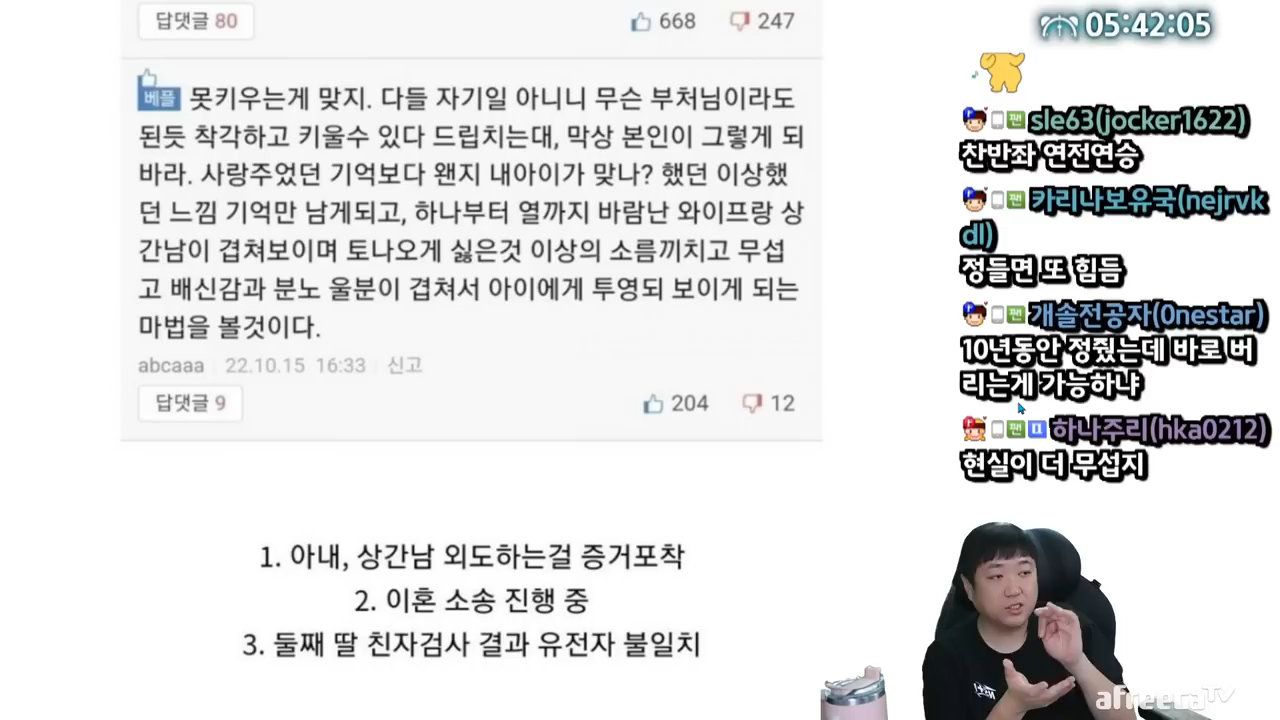 답댓글 80
668
247
베플 못키우는게 맞지. 다들 자기일 아니니 무슨 부처님이라도
된듯 착각하고 키울수 있다 드립치는대, 막상 본인이 그렇게 되
바라. 사랑주었던 기억보다 왠지 내아이가 맞나? 했던 이상했
던 느낌 기억만 남게되고, 하나부터 열까지 바람난 와이프랑 상
간남이 겹쳐보이며 토나오게 싫은것 이상의 소름끼치고 무섭
고 배신감과 분노 울분이 겹쳐서 아이에게 투영되 보이게 되는
마법을 볼것이다.
abcaaa 22.10.15 16:33 신고
답댓글 9
204
12
1. 아내, 상간남 외도하는걸 증거포착
2. 이혼 소송 진행 중
3. 둘째 딸 친자검사 결과 유전자 불일치
05:42:05
팬 sle63(jocker1622)
찬반좌 연전연승
팬 카리나보유국(nejrvk
dl)
정들면 또 힘듬
팬 개솔전공자(0nestar)
10년동안 정줬는데 바로 버
리는게 가능하냐
팬 하나주리(hka0212)
현실이 더 무섭지
afreecaTV